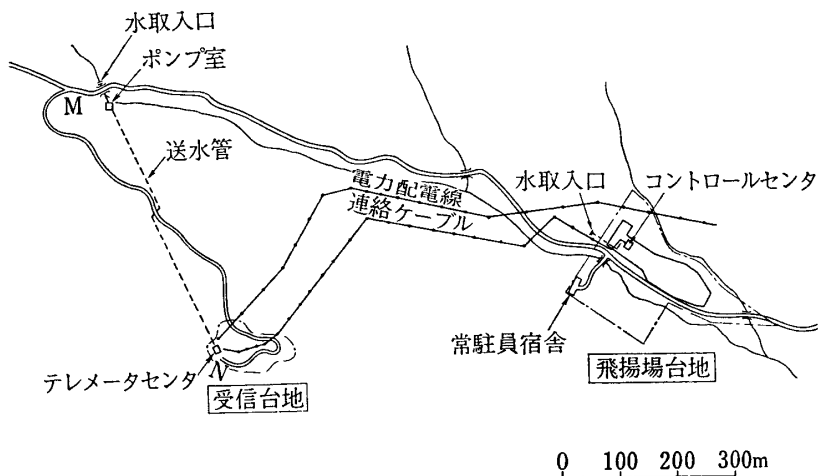 水取入口
ポンプ室
M
送水管
電力配電線
連絡ケーブル
水取入口
コントロールセンタ
常駐員宿舎
飛揚場台地
テレメータセンタ
N
受信台地
0 100 200 300m